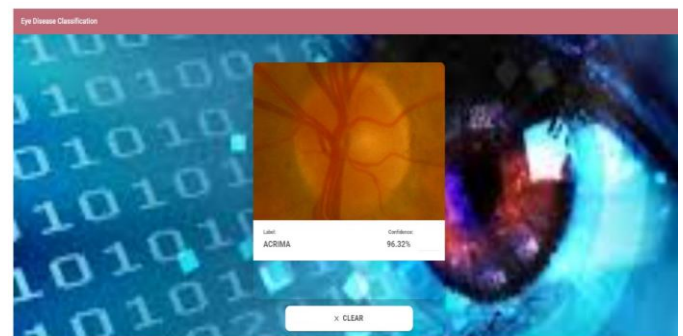 Eye Disease Classification
Label: Confidence:
ACRIMA 96.32%
× CLEAR